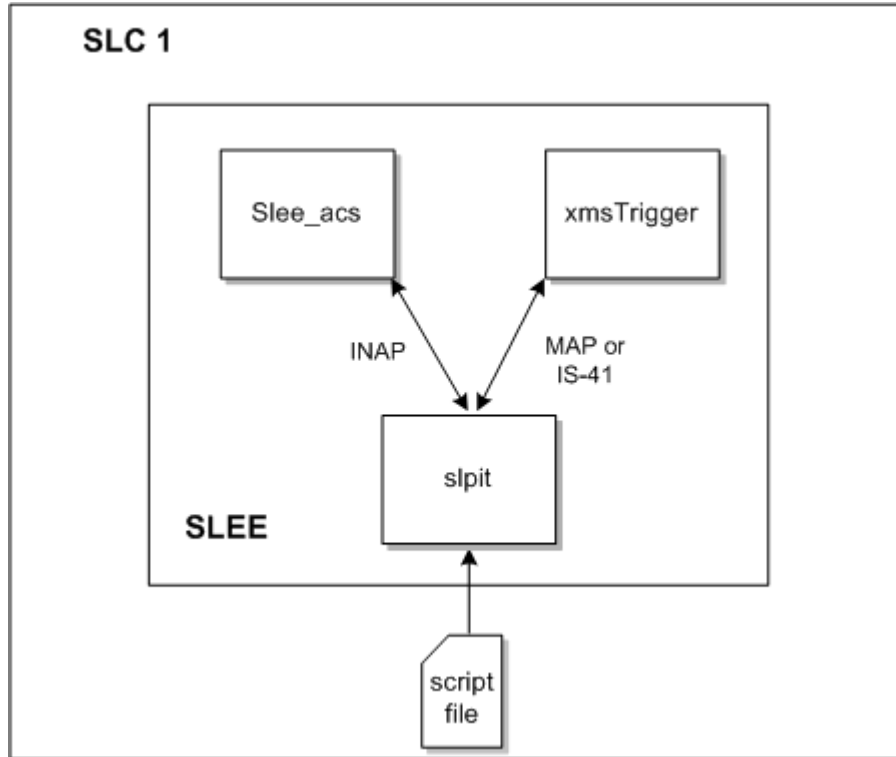 SLC 1
Slee_acs
xmsTrigger
INAP
MAP or
IS-41
slpit
SLEE
script
file